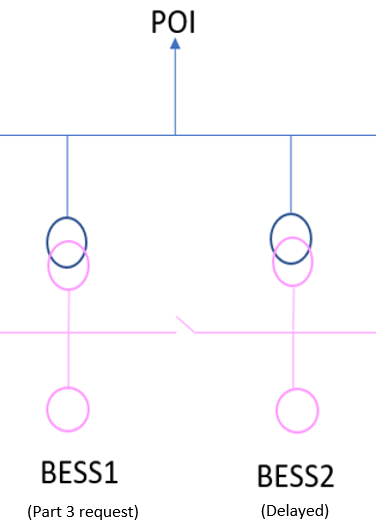 POI
BESS1
BESS2
(Part 3 request)
(Delayed)